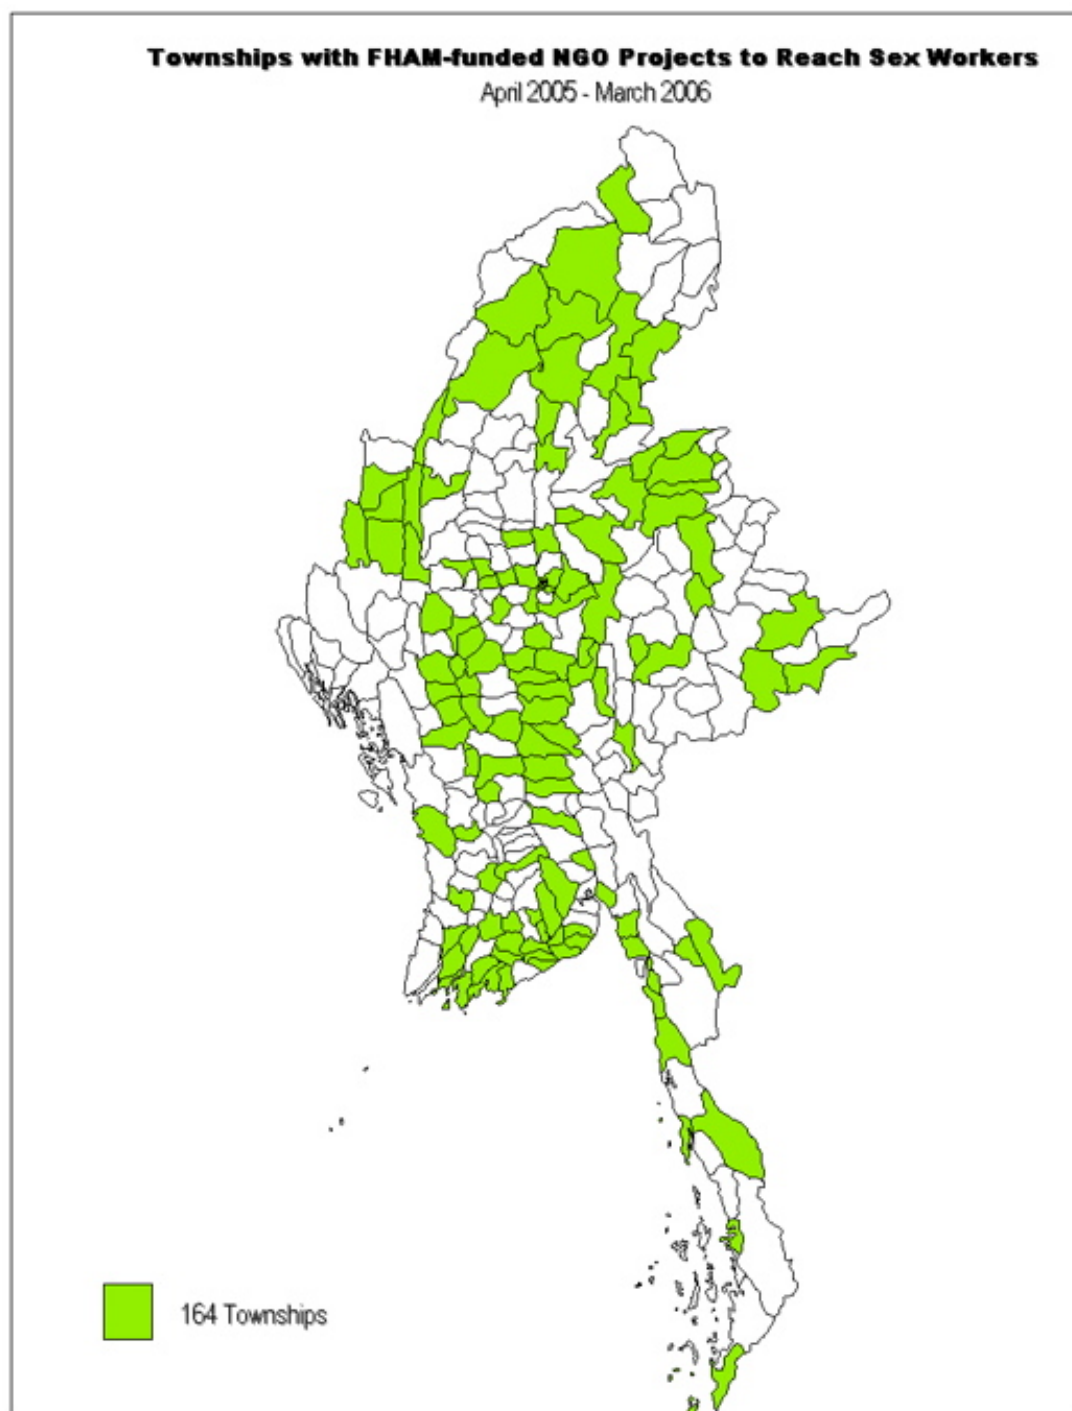 Townships with FHAM-funded NGO Projects to Reach Sex Workers
April 2005 - March 2006
164 Townships